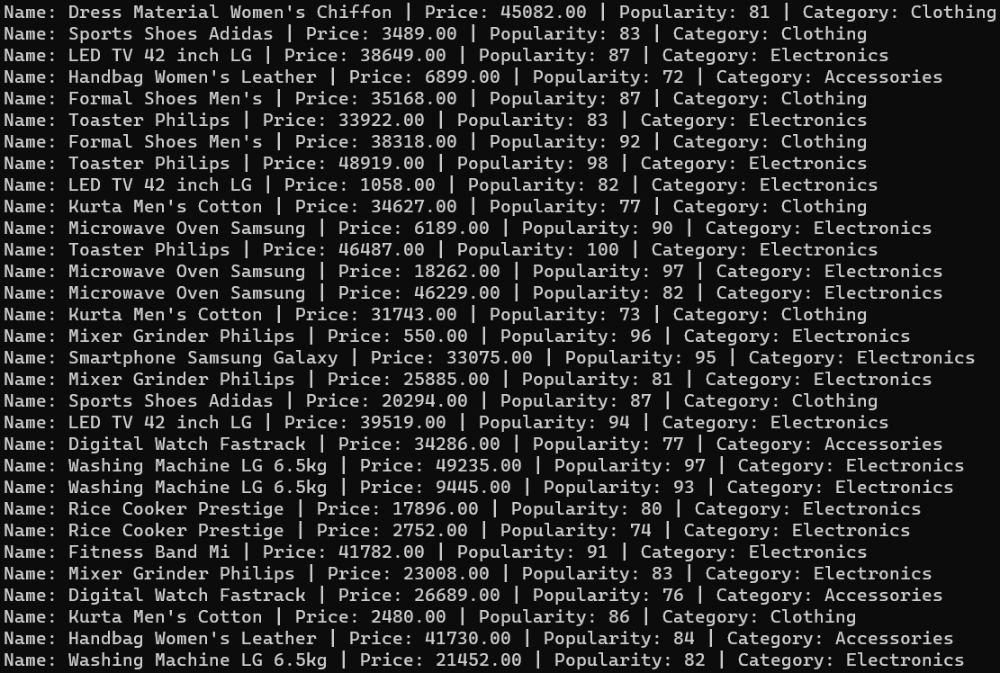 Name: Dress Material Women's Chiffon | Price: 45082.00 | Popularity: 81 | Category: Clothing
Name: Sports Shoes Adidas | Price: 3489.00 | Popularity: 83 | Category: Clothing
Name: LED TV 42 inch LG | Price: 38649.00 | Popularity: 87 | Category: Electronics
Name: Handbag Women's Leather | Price: 6899.00 | Popularity: 72 | Category: Accessories
Name: Formal Shoes Men's | Price: 35168.00 | Popularity: 87 | Category: Clothing
Name: Toaster Philips | Price: 33922.00 | Popularity: 83 | Category: Electronics
Name: Formal Shoes Men's | Price: 38318.00 | Popularity: 92 | Category: Clothing
Name: Toaster Philips | Price: 48919.00 | Popularity: 98 | Category: Electronics
Name: LED TV 42 inch LG | Price: 1058.00 | Popularity: 82 | Category: Electronics
Name: Kurta Men's Cotton | Price: 34627.00 | Popularity: 77 | Category: Clothing
Name: Microwave Oven Samsung | Price: 6189.00 | Popularity: 90 | Category: Electronics
Name: Toaster Philips | Price: 46487.00 | Popularity: 100 | Category: Electronics
Name: Microwave Oven Samsung | Price: 18262.00 | Popularity: 97 | Category: Electronics
Name: Microwave Oven Samsung | Price: 46229.00 | Popularity: 82 | Category: Electronics
Name: Kurta Men's Cotton | Price: 31743.00 | Popularity: 73 | Category: Clothing
Name: Mixer Grinder Philips | Price: 550.00 | Popularity: 96 | Category: Electronics
Name: Smartphone Samsung Galaxy | Price: 33075.00 | Popularity: 95 | Category: Electronics
Name: Mixer Grinder Philips | Price: 25885.00 | Popularity: 81 | Category: Electronics
Name: Sports Shoes Adidas | Price: 20294.00 | Popularity: 87 | Category: Clothing
Name: LED TV 42 inch LG | Price: 39519.00 | Popularity: 94 | Category: Electronics
Name: Digital Watch Fastrack | Price: 34286.00 | Popularity: 77 | Category: Accessories
Name: Washing Machine LG 6.5kg | Price: 49235.00 | Popularity: 97 | Category: Electronics
Name: Washing Machine LG 6.5kg | Price: 9445.00 | Popularity: 93 | Category: Electronics
Name: Rice Cooker Prestige | Price: 17896.00 | Popularity: 80 | Category: Electronics
Name: Rice Cooker Prestige | Price: 2752.00 | Popularity: 74 | Category: Electronics
Name: Fitness Band Mi | Price: 41782.00 | Popularity: 91 | Category: Electronics
Name: Mixer Grinder Philips | Price: 23008.00 | Popularity: 83 | Category: Electronics
Name: Digital Watch Fastrack | Price: 26689.00 | Popularity: 76 | Category: Accessories
Name: Kurta Men's Cotton | Price: 2480.00 | Popularity: 86 | Category: Clothing
Name: Handbag Women's Leather | Price: 41730.00 | Popularity: 84 | Category: Accessories
Name: Washing Machine LG 6.5kg | Price: 21452.00 | Popularity: 82 | Category: Electronics